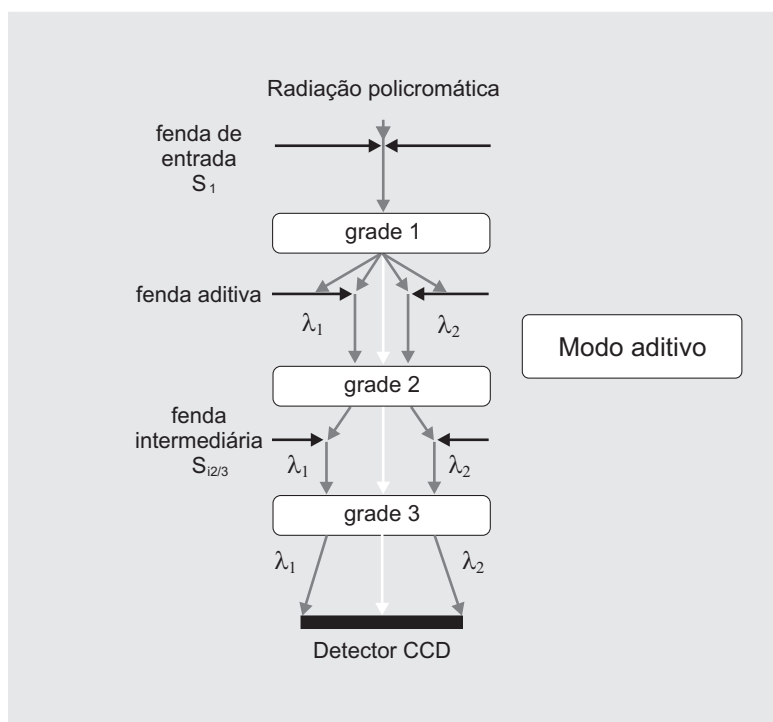 Radiação policromática
fenda de
entrada
S₁
grade 1
fenda aditiva
λ₁
λ₂
Modo aditivo
grade 2
fenda
intermediária
Sᵢ₂/₃
λ₁
λ₂
grade 3
λ₁
λ₂
Detector CCD